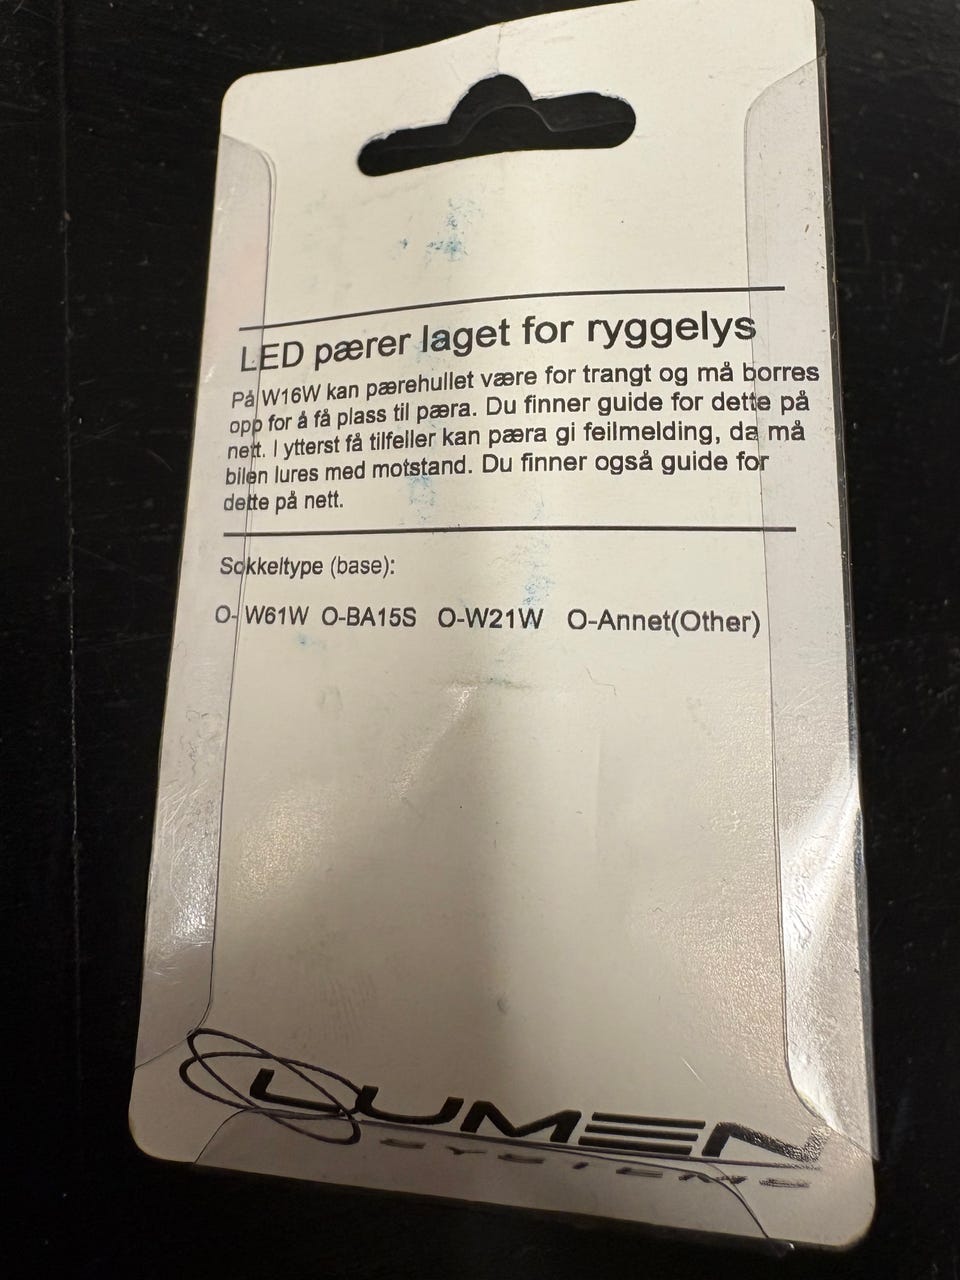 LED pærer laget for ryggelys
På W16W kan pærehullet være for trangt og må borres
opp for å få plass til pæra. Du finner guide for dette på
nett. I ytterst få tilfeller kan pæra gi feilmelding, da må
bilen lures med motstand. Du finner også guide for
dette på nett.
Sokkeltype (base):
O- W61W O-BA15S O-W21W O-Annet(Other)
LUMEN
SYSTEMS